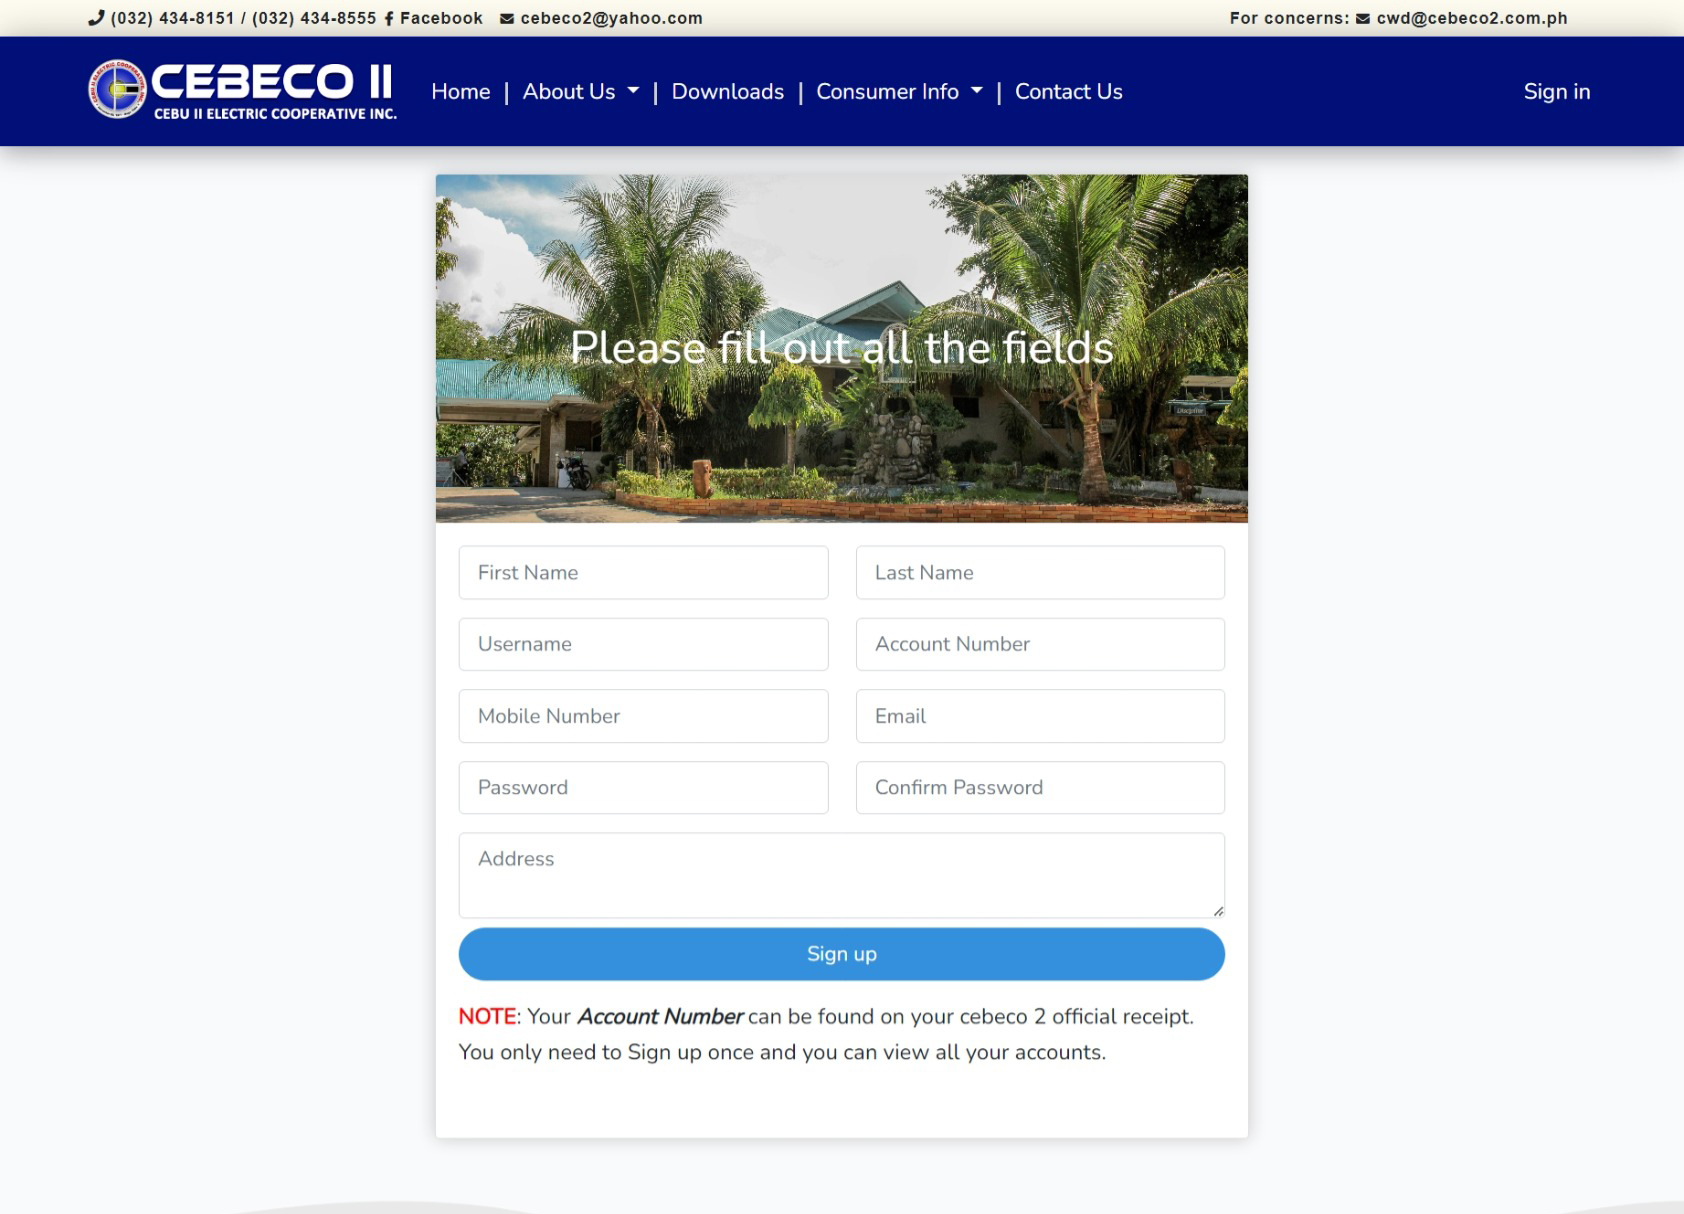 (032) 434-8151 / (032) 434-8555 Facebook cebeco2@yahoo.com
For concerns: cwd@cebeco2.com.ph
CEBECO II
CEBU II ELECTRIC COOPERATIVE INC.
Home | About Us | Downloads | Consumer Info | Contact Us
Sign in
Please fill out all the fields
First Name
Last Name
Username
Account Number
Mobile Number
Email
Password
Confirm Password
Address
Sign up
NOTE: Your Account Number can be found on your cebeco 2 official receipt.
You only need to Sign up once and you can view all your accounts.